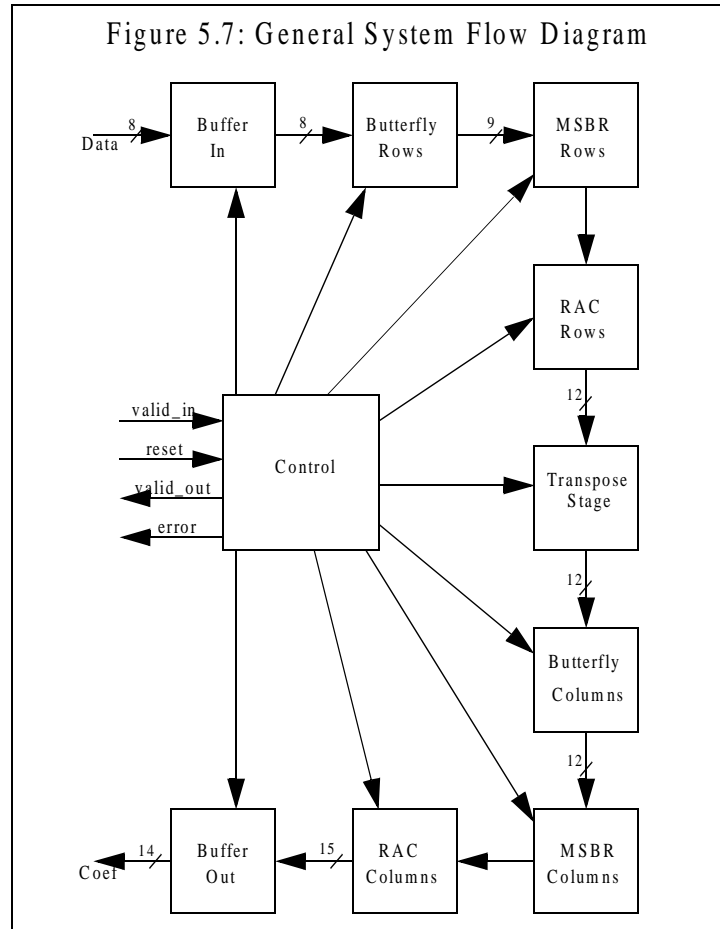 Figure 5.7: General System Flow Diagram
8
Data
Buffer
In
8
Butterfly
Rows
9
MSBR
Rows
RAC
Rows
12
valid_in
reset
valid_out
error
Control
Transpose
Stage
12
Butterfly
Columns
12
Coef
14
Buffer
Out
15
RAC
Columns
MSBR
Columns